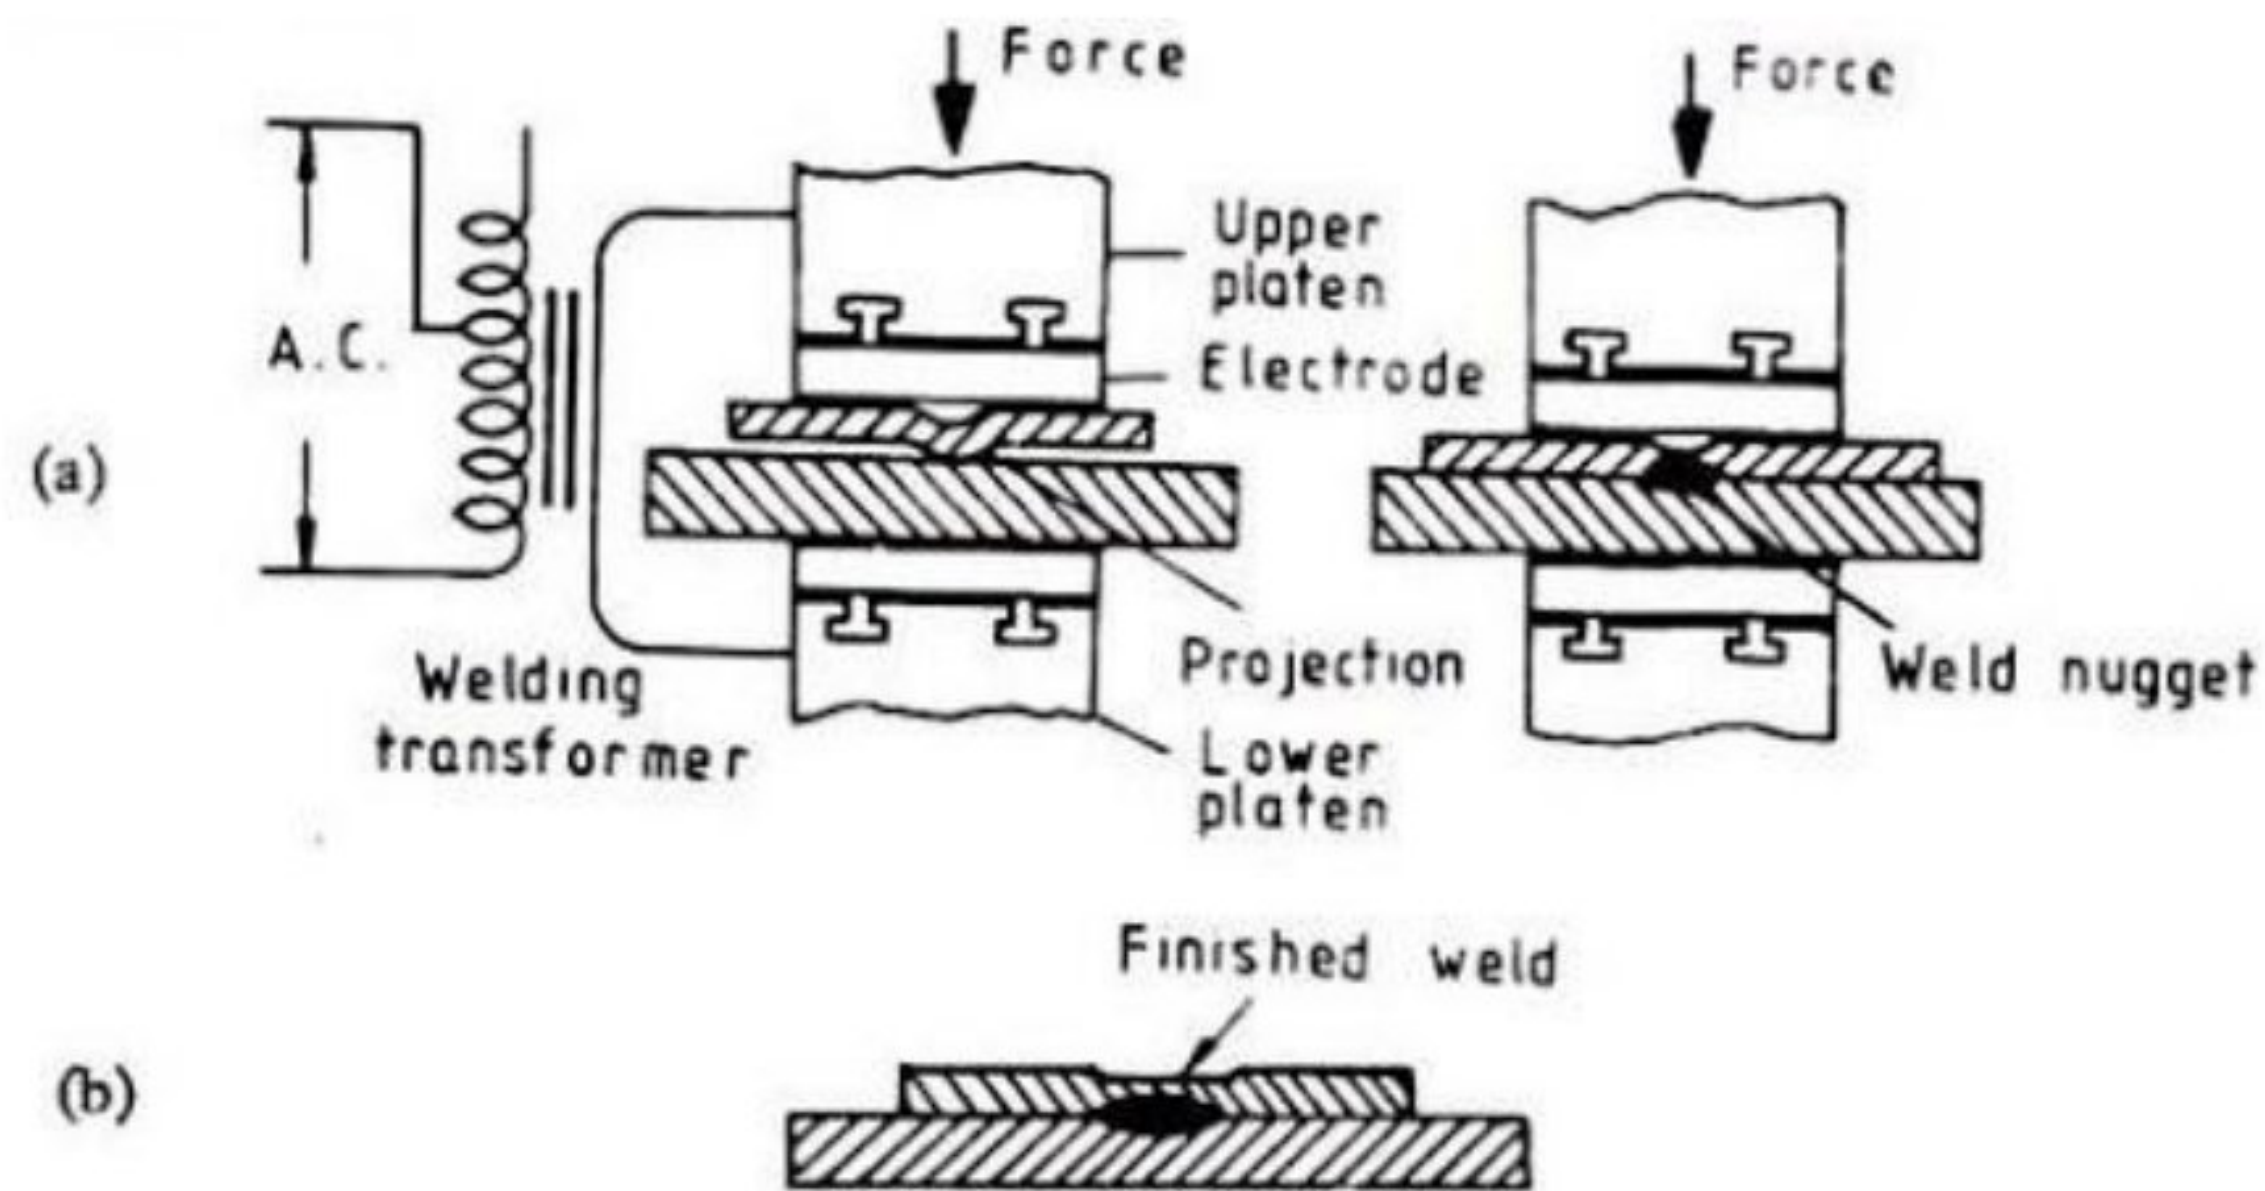 Force
Force
Upper
platen
A.C.
Electrode
(a)
Projection
Weld nugget
Welding
transformer
Lower
platen
Finished weld
(b)